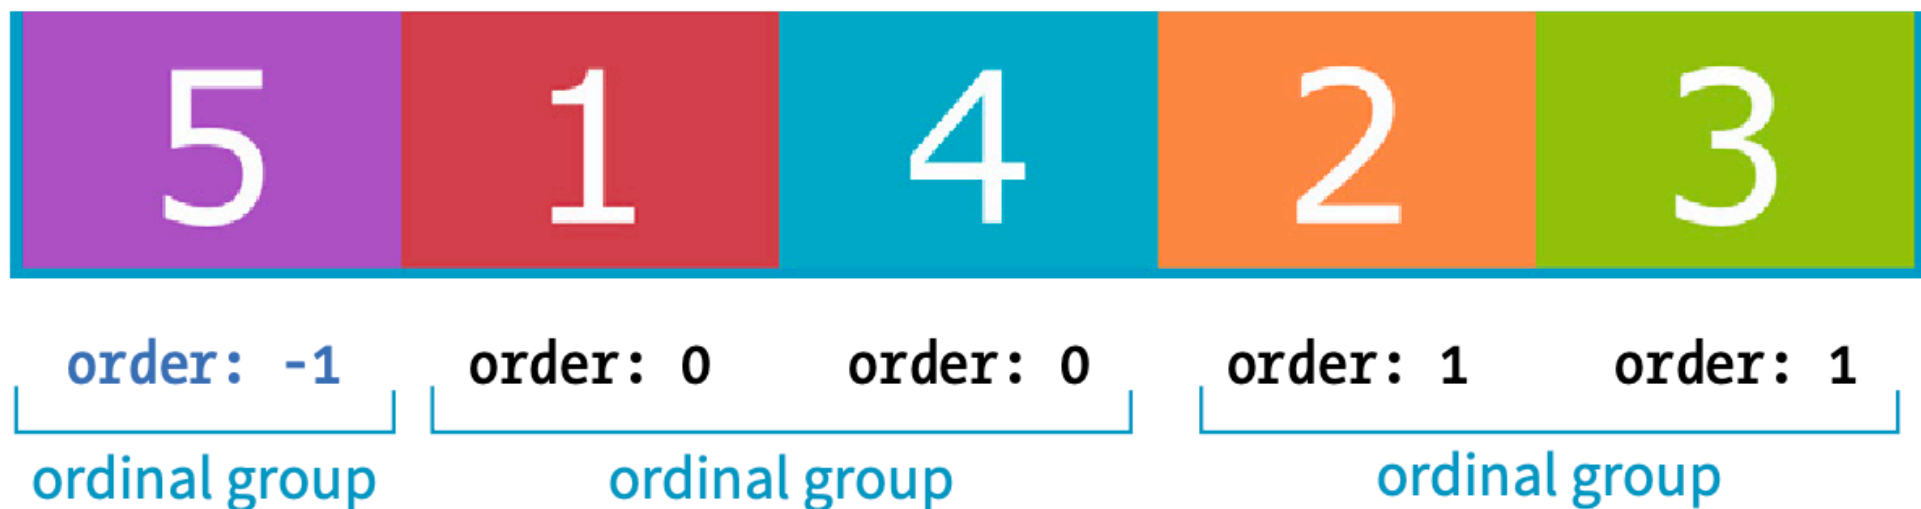 5 1 4 2 3
order: -1 order: 0 order: 0 order: 1 order: 1
ordinal group ordinal group ordinal group